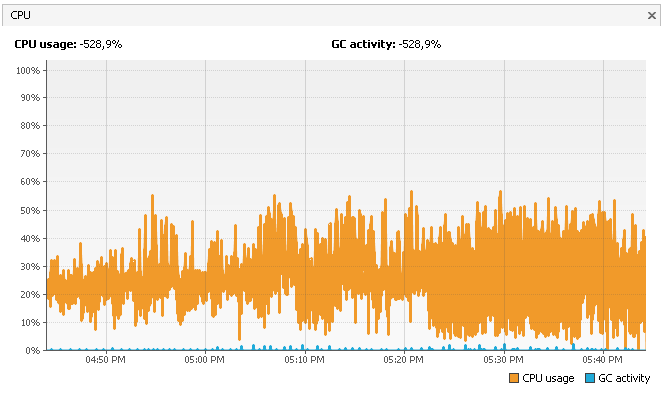 CPU
CPU usage: -528,9% GC activity: -528,9%
100%
90%
80%
70%
60%
50%
40%
30%
20%
10%
0%
04:50 PM 05:00 PM 05:10 PM 05:20 PM 05:30 PM 05:40 PM
CPU usage GC activity